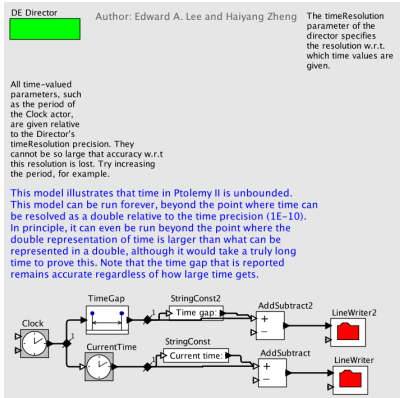 DE Director
Author: Edward A. Lee and Haiyang Zheng
The timeResolution
parameter of the
director specifies
the resolution w.r.t.
which time values are
given.
All time-valued
parameters, such
as the period of
the Clock actor,
are given relative
to the Director's
timeResolution precision. They
cannot be so large that accuracy w.r.t
this resolution is lost. Try increasing
the period, for example.
This model illustrates that time in Ptolemy II is unbounded.
This model can be run forever, beyond the point where time can
be resolved as a double relative to the time precision (1E-10).
In principle, it can even be run beyond the point where the
double representation of time is larger than what can be
represented in a double, although it would take a truly long
time to prove this. Note that the time gap that is reported
remains accurate regardless of how large time gets.
TimeGap
StringConst2
AddSubtract2
LineWriter2
1
Time gap:
+
−
Clock
1
CurrentTime
StringConst
AddSubtract
LineWriter
1
Current time:
+
−